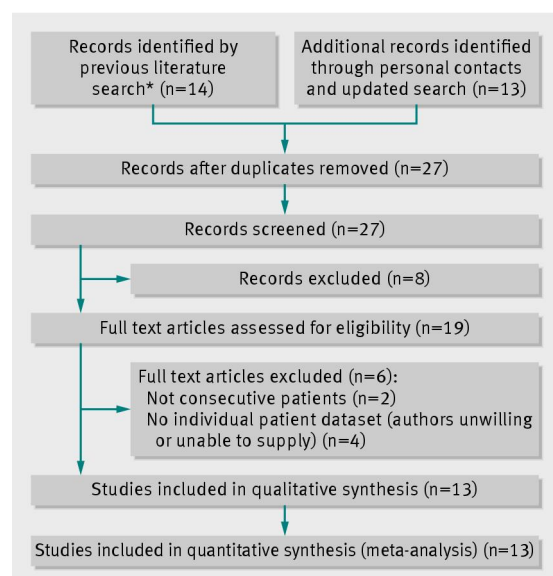 Records identified by
previous literature
search* (n=14)
Additional records identified
through personal contacts
and updated search (n=13)
Records after duplicates removed (n=27)
Records screened (n=27)
Records excluded (n=8)
Full text articles assessed for eligibility (n=19)
Full text articles excluded (n=6):
Not consecutive patients (n=2)
No individual patient dataset (authors unwilling
or unable to supply) (n=4)
Studies included in qualitative synthesis (n=13)
Studies included in quantitative synthesis (meta-analysis) (n=13)